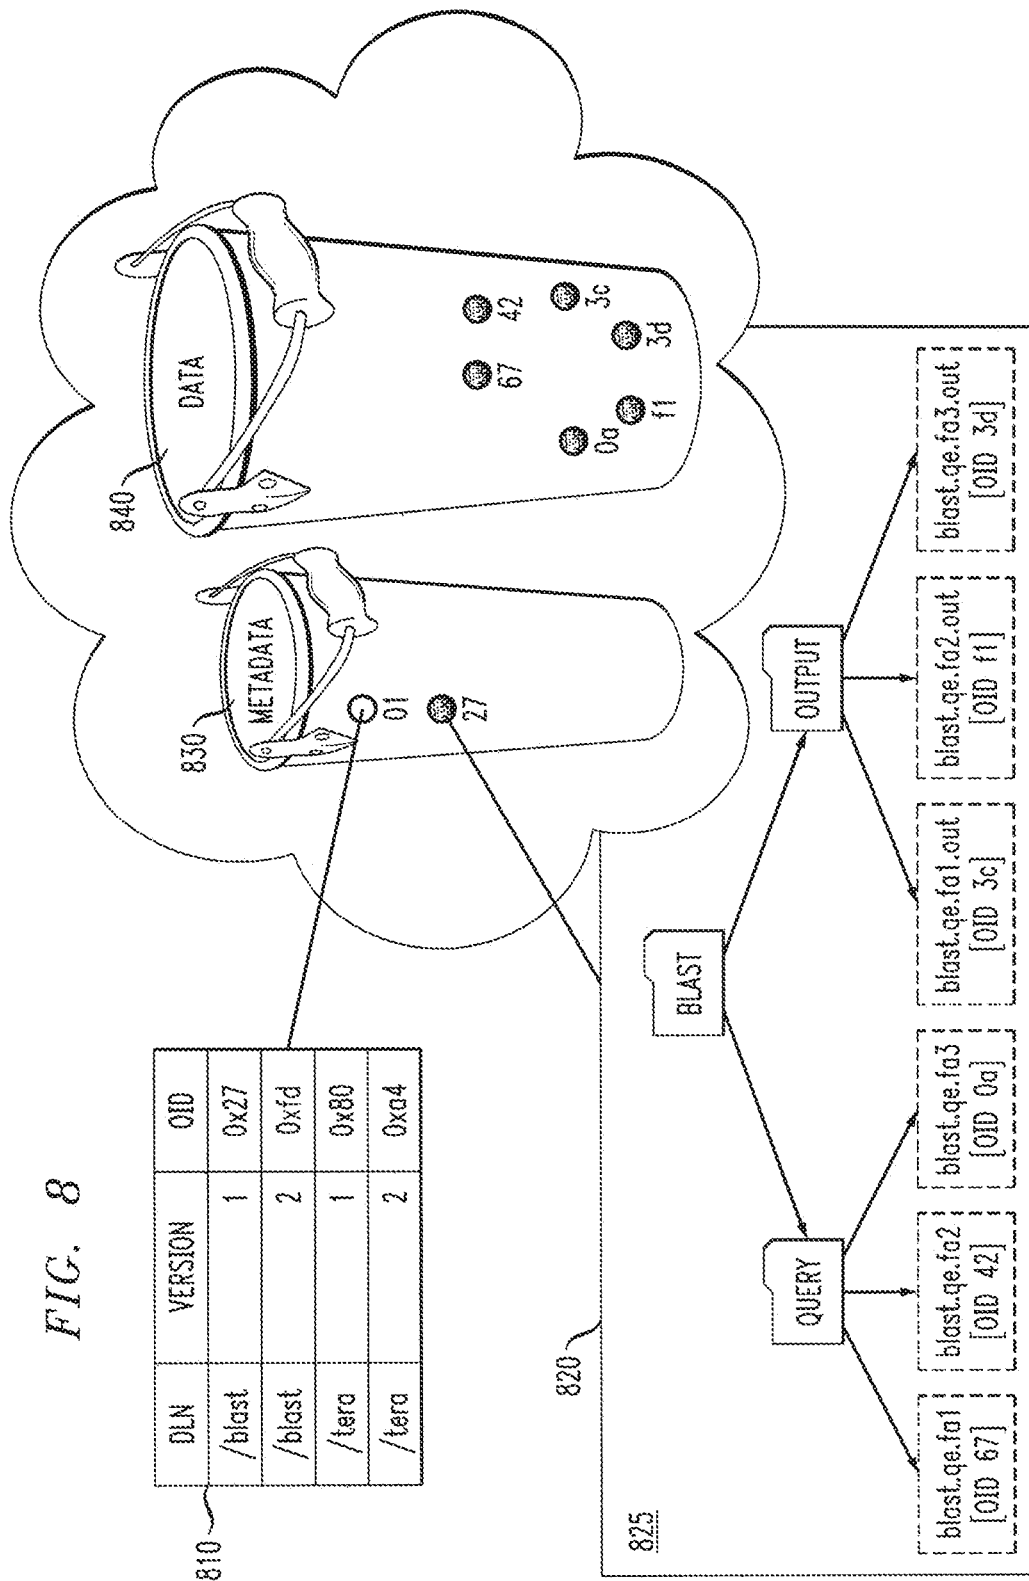 FIG. 8
810
DLN VERSION OID
/blast 1 0x27
/blast 2 0xfd
/tera 1 0x80
/tera 2 0xa4
830
METADATA
01
27
840
DATA
67
42
0a
f1
3d
3c
820
825
BLAST
QUERY
OUTPUT
blast.qe.fa1
[OID 67]
blast.qe.fa2
[OID 42]
blast.qe.fa3
[OID 0a]
blast.qe.fa1.out
[OID 3c]
blast.qe.fa2.out
[OID f1]
blast.qe.fa3.out
[OID 3d]